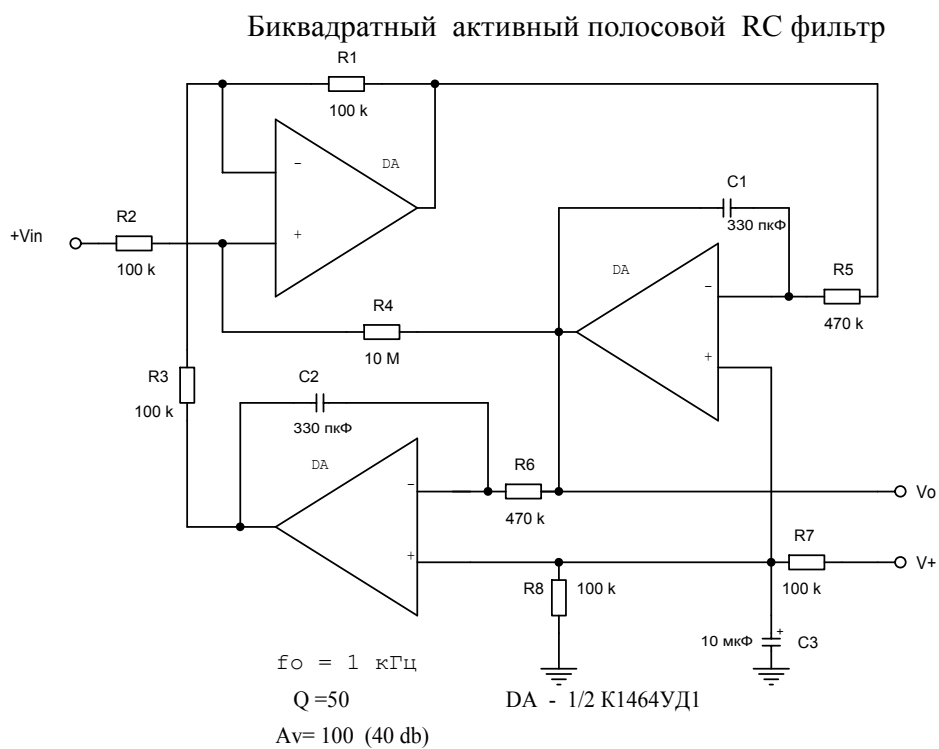 Биквадратный активный полосовой RC фильтр
R1
100 k
−
DA
+
R2
+Vin
100 k
C1
330 пкФ
DA
−
R5
470 k
+
R4
10 M
R3
100 k
C2
330 пкФ
DA
−
R6
470 k
Vo
+
R7
V+
100 k
R8
100 k
10 мкФ
+
C3
fo = 1 кГц
Q =50
DA - 1/2 К1464УД1
Av= 100 (40 db)